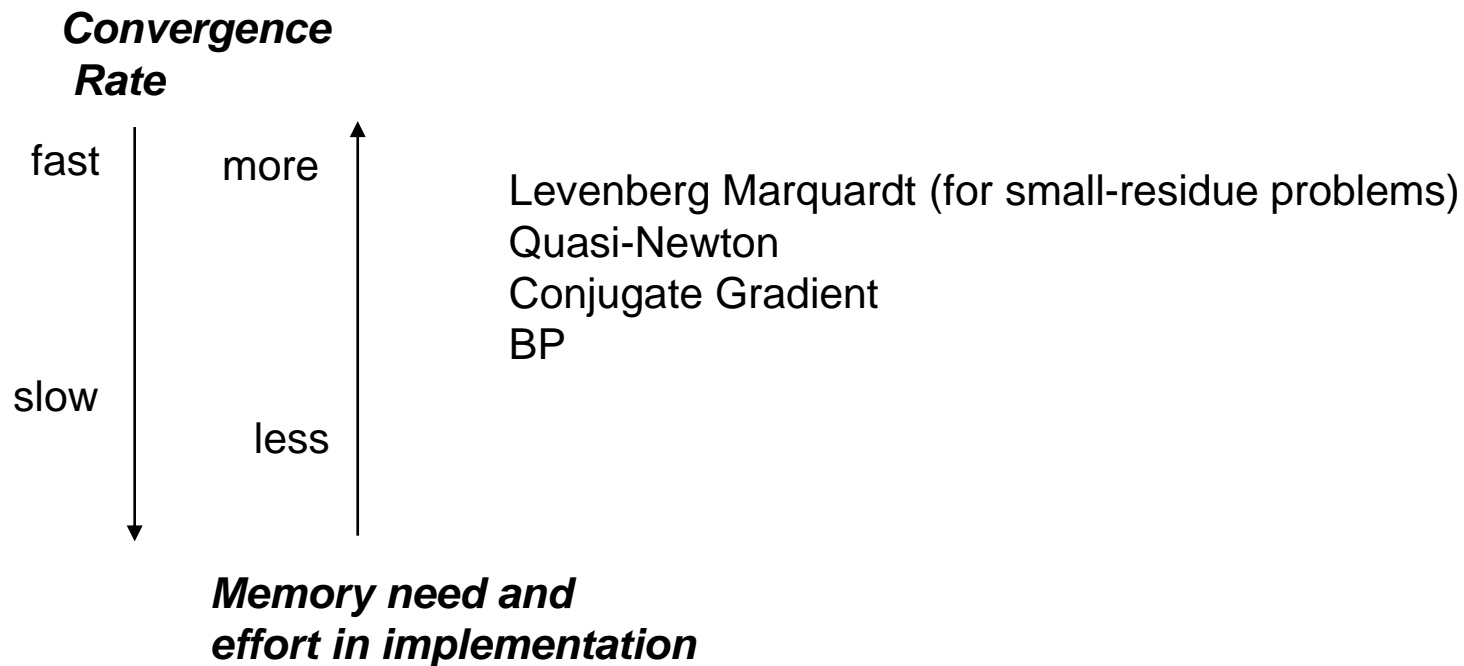 Convergence
Rate
fast
more
Levenberg Marquardt (for small-residue problems)
Quasi-Newton
Conjugate Gradient
BP
slow
less
Memory need and
effort in implementation